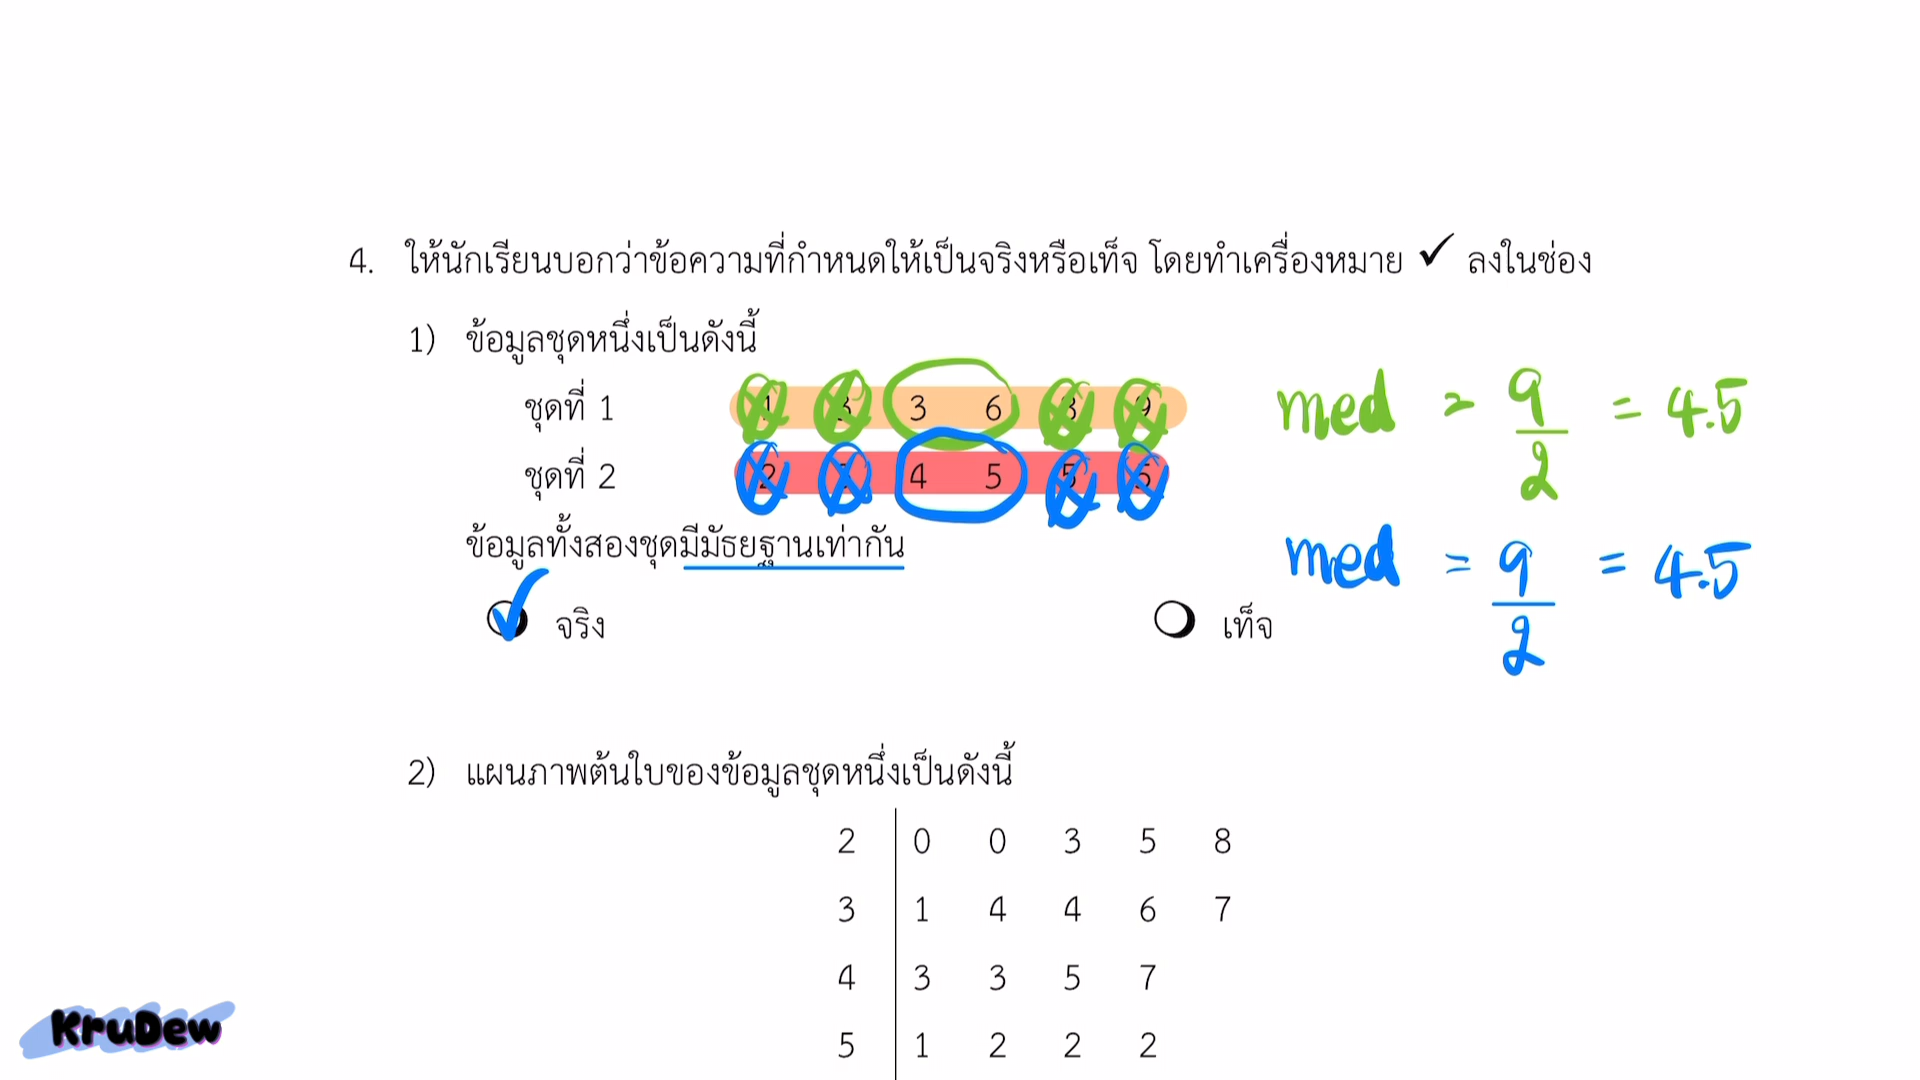 4. ให้นักเรียนบอกว่าข้อความที่กำหนดให้เป็นจริงหรือเท็จ โดยทำเครื่องหมาย ✓ ลงในช่อง
1) ข้อมูลชุดหนึ่งเป็นดังนี้
ชุดที่ 1 3 6 8 9 med = 9/2 = 4.5
ชุดที่ 2 2 4 5 5 med = 9/2 = 4.5
ข้อมูลทั้งสองชุดมีมัธยฐานเท่ากัน
จริง เท็จ
2) แผนภาพต้นใบของข้อมูลชุดหนึ่งเป็นดังนี้
2 0 0 3 5 8
3 1 4 4 6 7
4 3 3 5 7
5 1 2 2 2
KruDew